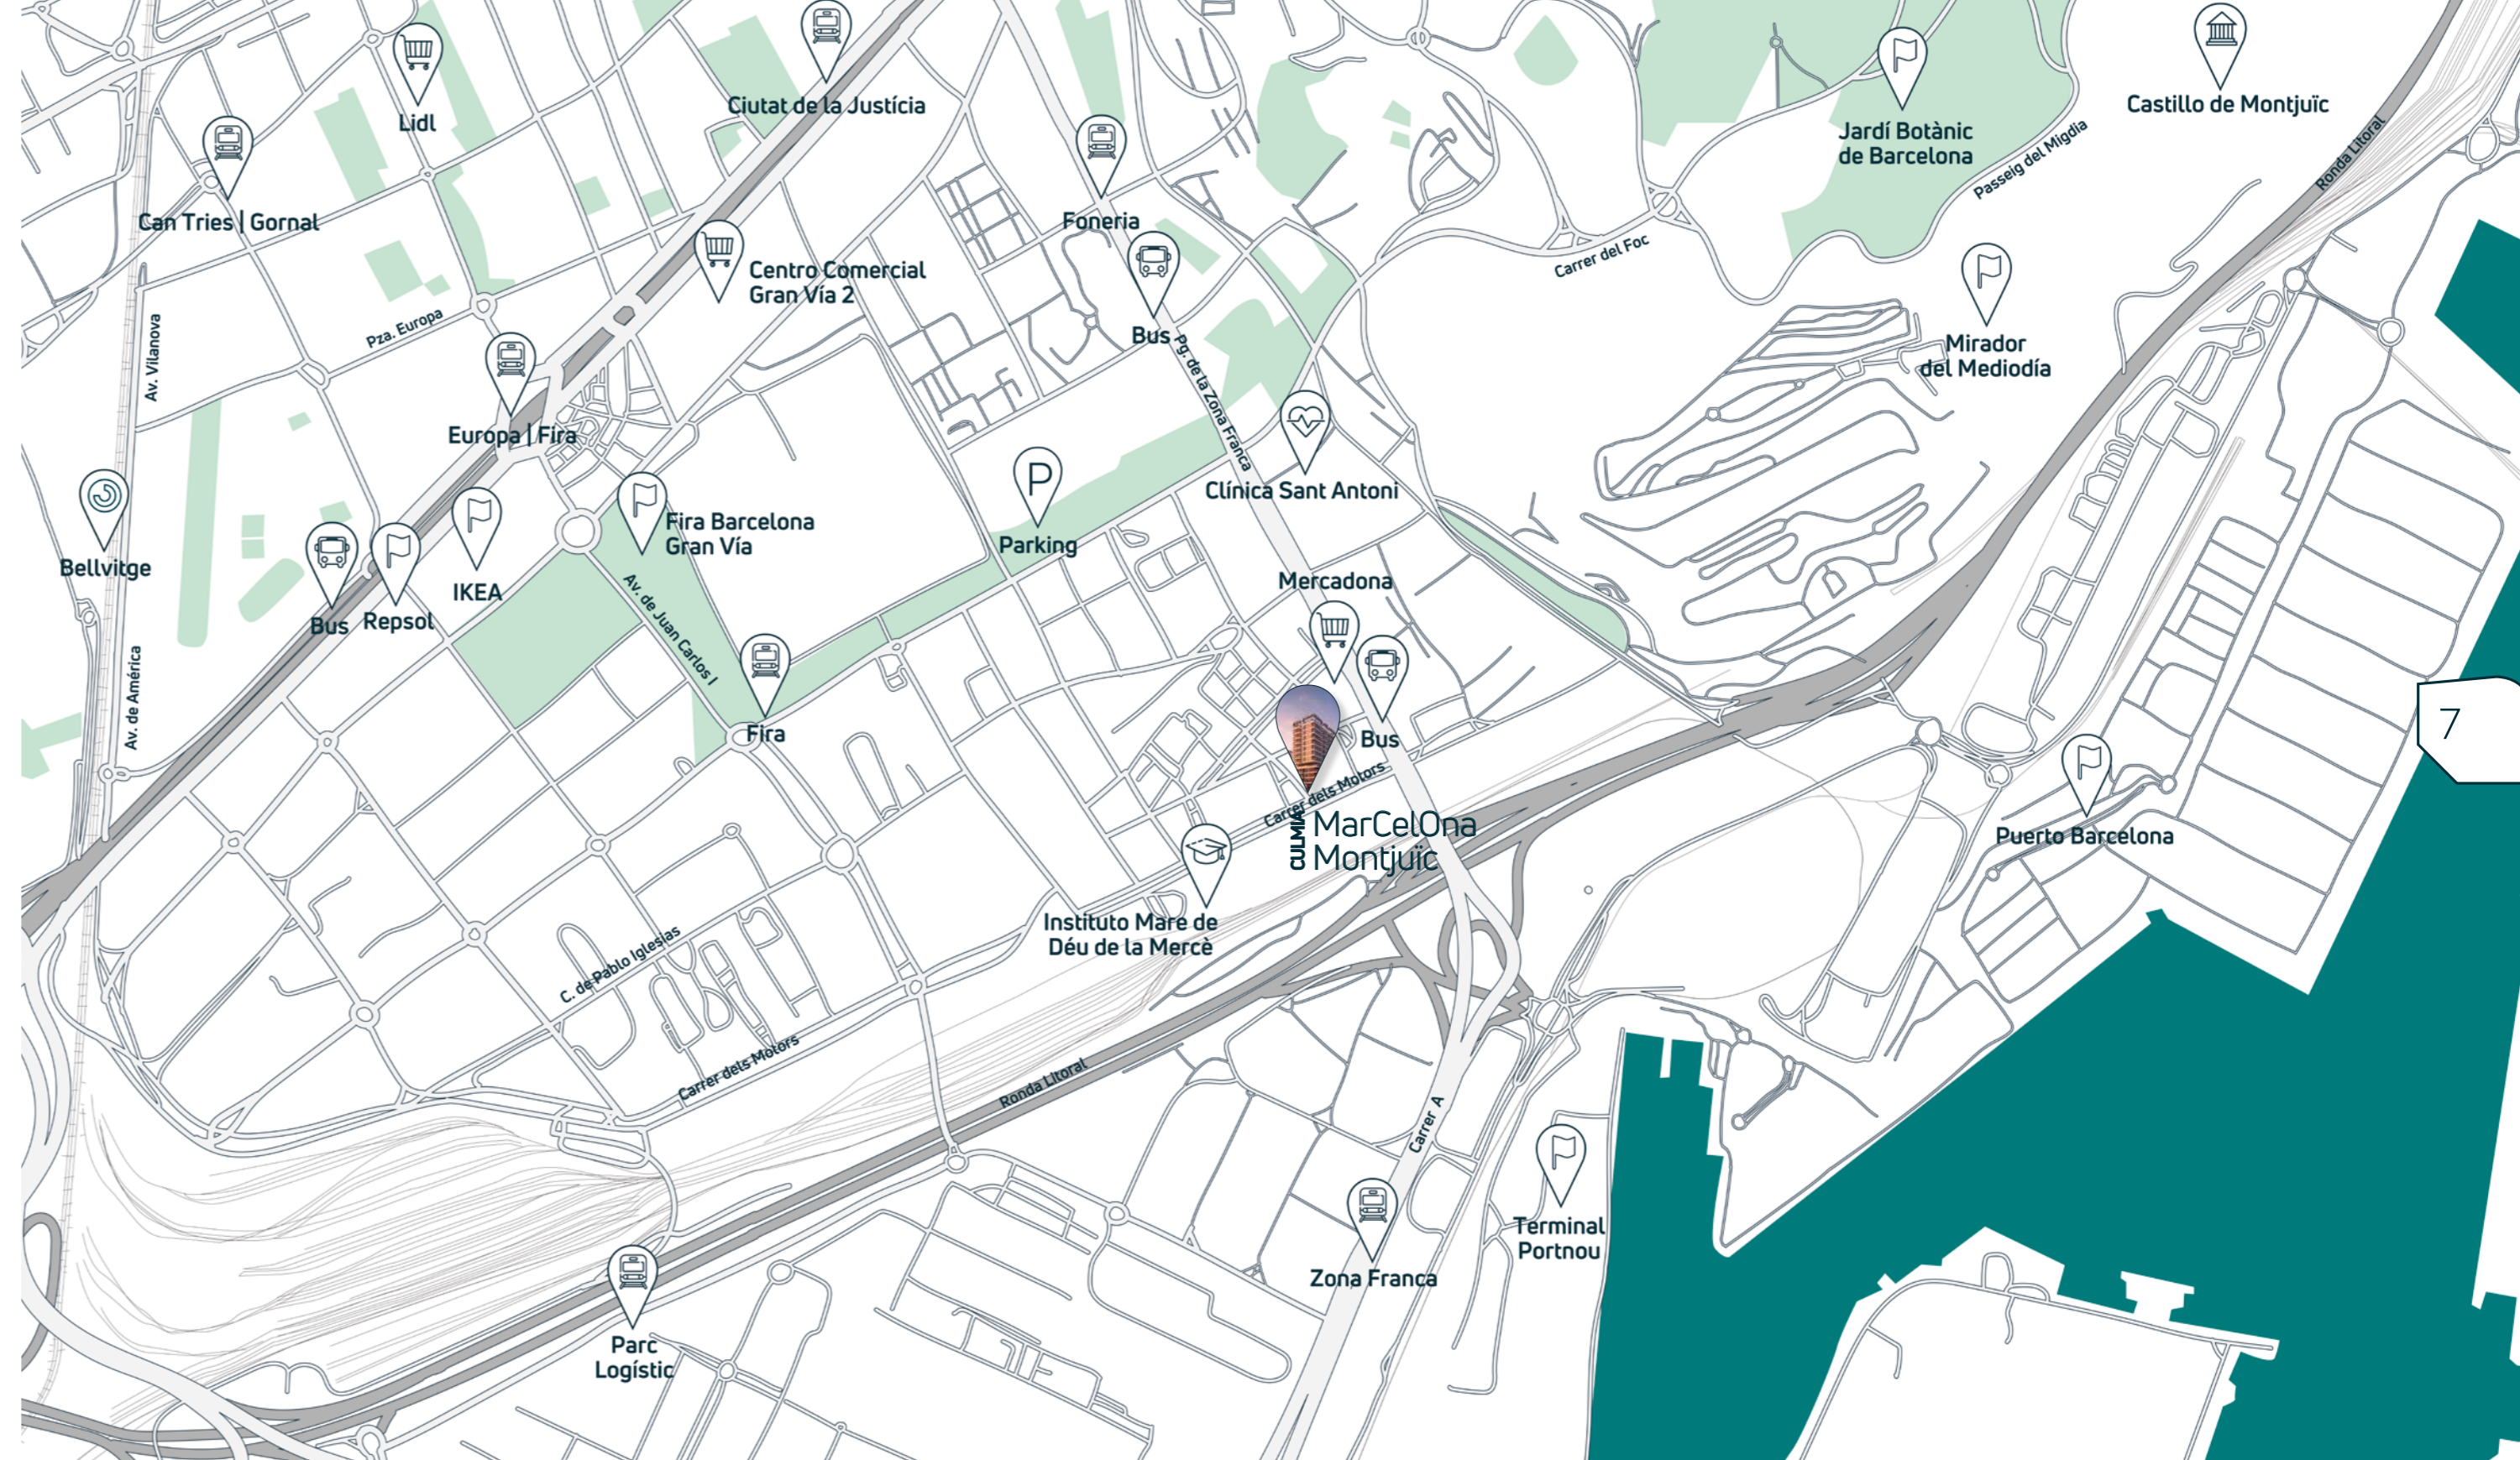 Lidl
Ciutat de la Justícia
Castillo de Montjuïc
Jardí Botànic
de Barcelona
Passeig del Migdia
Ronda Litoral
Can Tries | Gornal
Foneria
Carrer del Foc
Centro Comercial
Gran Vía 2
Pza. Europa
Av. Vilanova
Bus
Pg. de la Zona Franca
Mirador
del Mediodía
Europa | Fira
Clínica Sant Antoni
Fira Barcelona
Gran Vía
P
Parking
Bellvitge
IKEA
Mercadona
Bus
Repsol
Av. de Juan Carlos I
Av. de América
Fira
Bus
7
Carrer dels Motors
CULMIA
MarCelOna
Montjuïc
Puerto Barcelona
Instituto Mare de
Déu de la Mercè
C. de Pablo Iglesias
Carrer dels Motors
Ronda Litoral
Carrer A
Terminal
Portnou
Zona Franca
Parc
Logístic